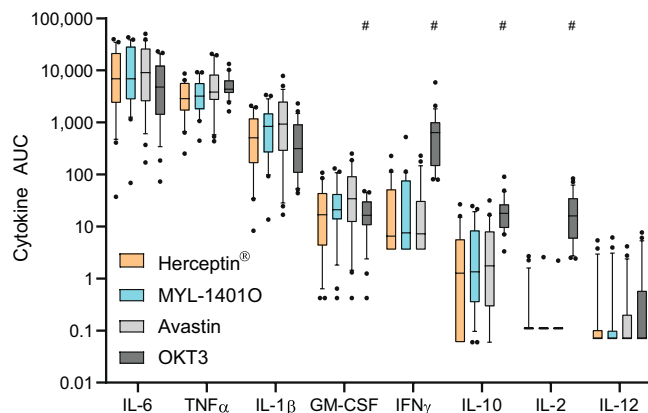 # # # #
100,000
10,000
1,000
100
10
1
0.1
0.01
Cytokine AUC
Herceptin®
MYL-1401O
Avastin
OKT3
IL-6 TNFα IL-1β GM-CSF IFNγ IL-10 IL-2 IL-12